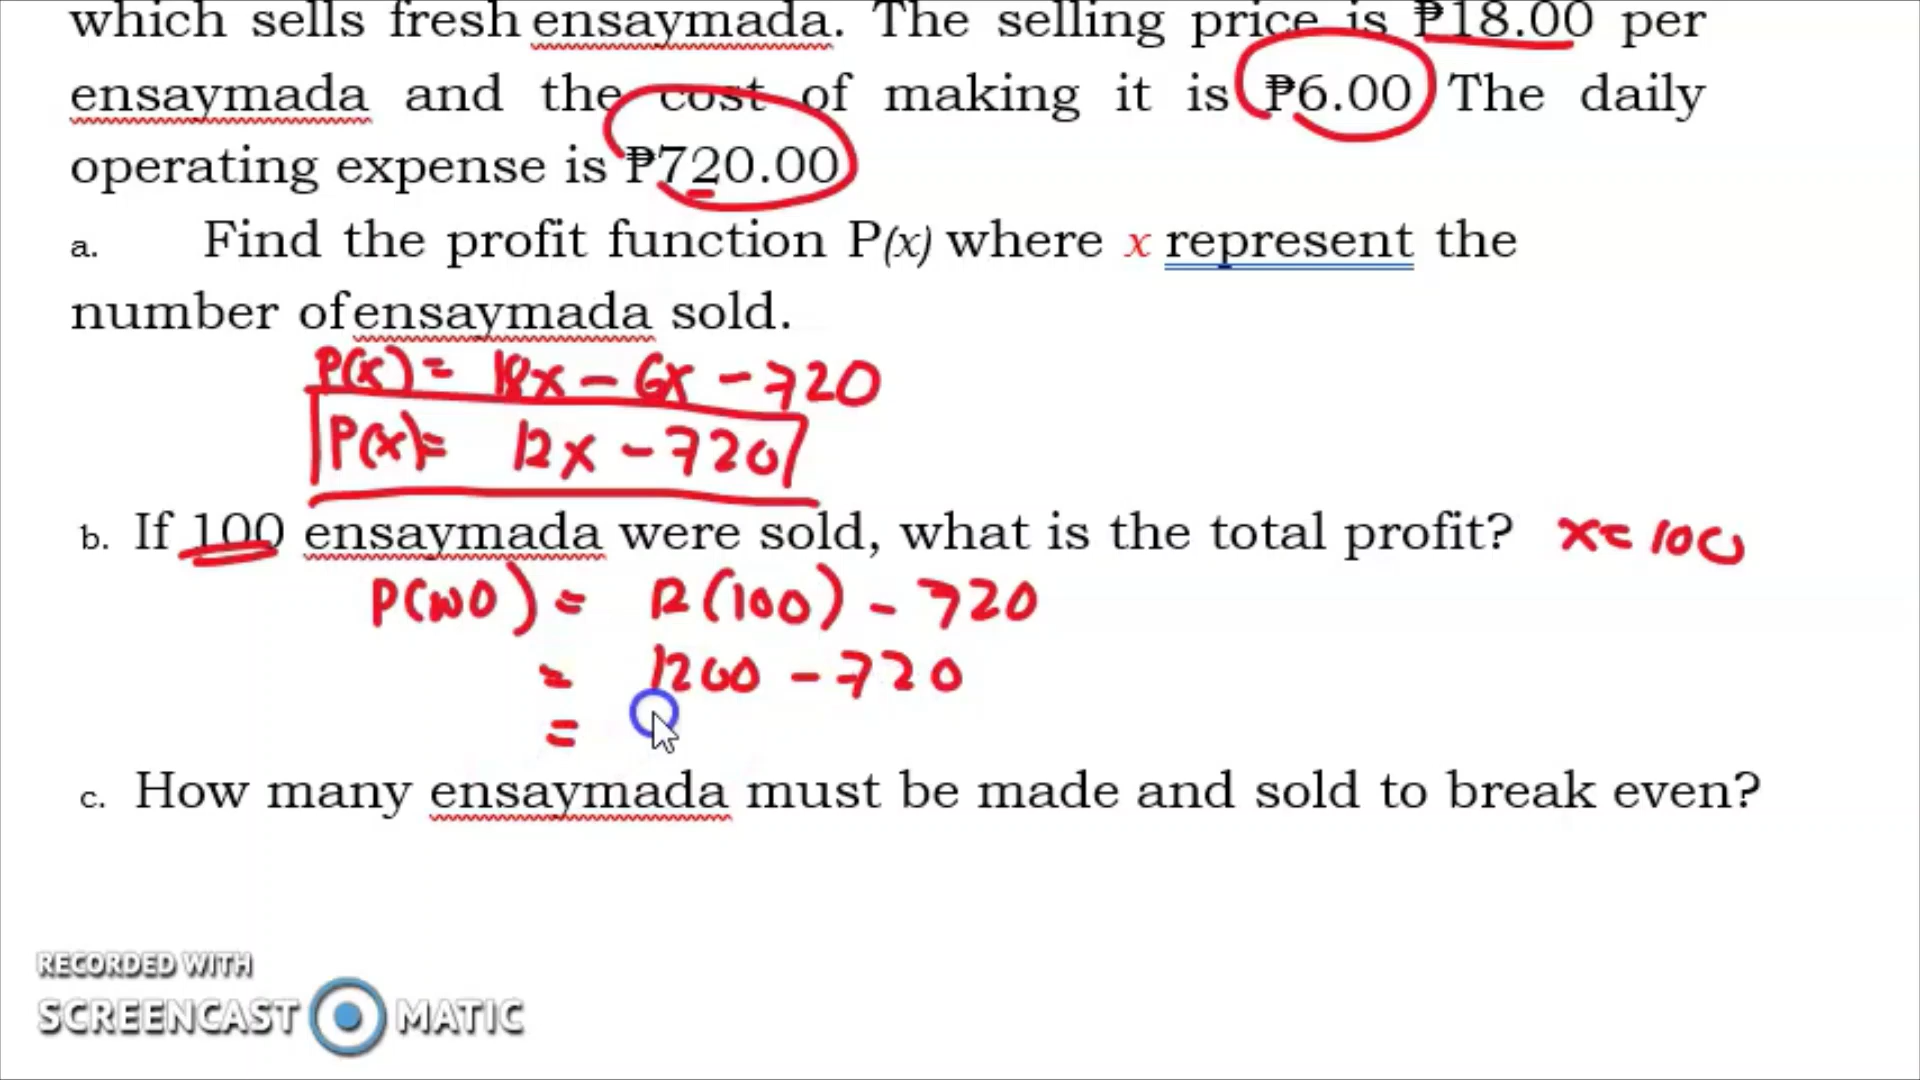 which sells fresh ensaymada. The selling price is ₱18.00 per
ensaymada and the cost of making it is ₱6.00 The daily
operating expense is ₱720.00
a. Find the profit function P(x) where x represent the
number of ensaymada sold.
P(x) = 18x - 6x - 720
P(x) = 12x - 720
b. If 100 ensaymada were sold, what is the total profit? x = 100
P(100) = 12(100) - 720
= 1200 - 720
=
c. How many ensaymada must be made and sold to break even?
RECORDED WITH
SCREENCAST MATIC